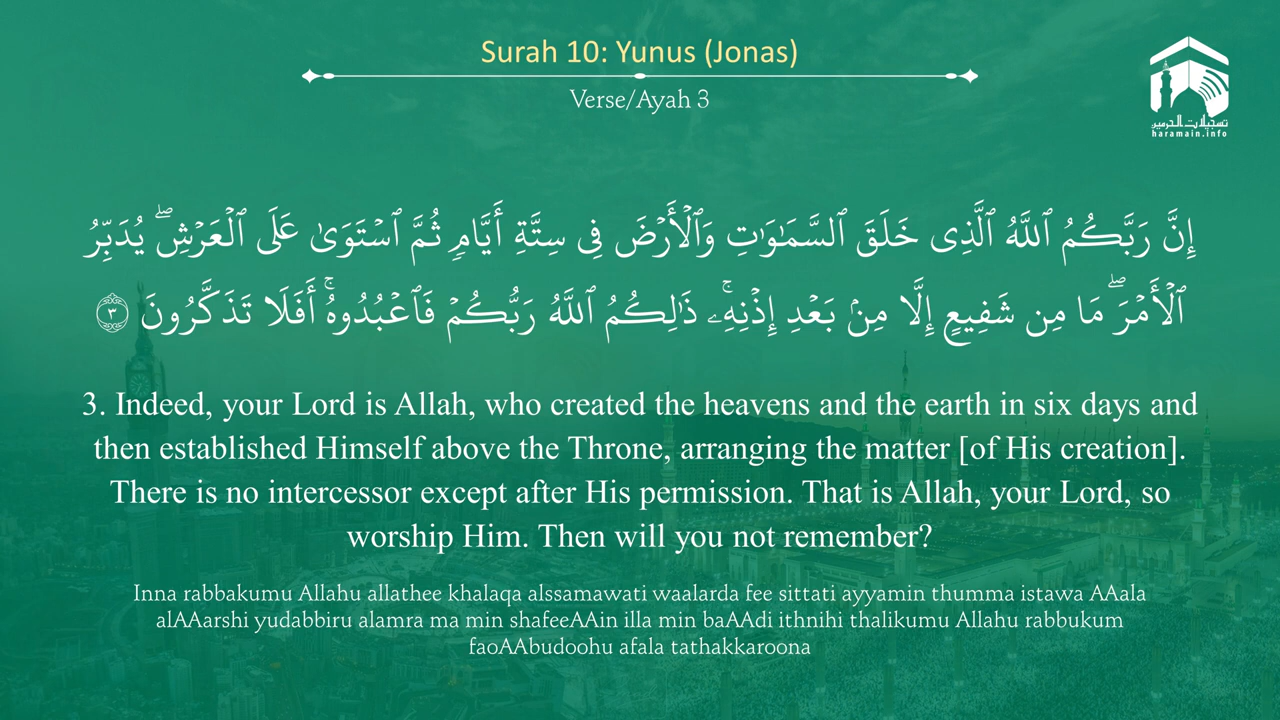 Surah 10: Yunus (Jonas)
Verse/Ayah 3
تسجيلات الحرمين
haramain.info
إِنَّ رَبَّكُمُ ٱللَّهُ ٱلَّذِى خَلَقَ ٱلسَّمَـٰوَٰتِ وَٱلْأَرْضَ فِى سِتَّةِ أَيَّامٍ ثُمَّ ٱسْتَوَىٰ عَلَى ٱلْعَرْشِ ۖ يُدَبِّرُ
ٱلْأَمْرَ ۖ مَا مِن شَفِيعٍ إِلَّا مِنۢ بَعْدِ إِذْنِهِۦ ۚ ذَٰلِكُمُ ٱللَّهُ رَبُّكُمْ فَٱعْبُدُوهُ ۚ أَفَلَا تَذَكَّرُونَ ٣
3. Indeed, your Lord is Allah, who created the heavens and the earth in six days and
then established Himself above the Throne, arranging the matter [of His creation].
There is no intercessor except after His permission. That is Allah, your Lord, so
worship Him. Then will you not remember?
Inna rabbakumu Allahu allathee khalaqa alssamawati waalarda fee sittati ayyamin thumma istawa AAala
alAAarshi yudabbiru alamra ma min shafeeAAin illa min baAAdi ithnihi thalikumu Allahu rabbukum
faoAAbudoohu afala tathakkaroona